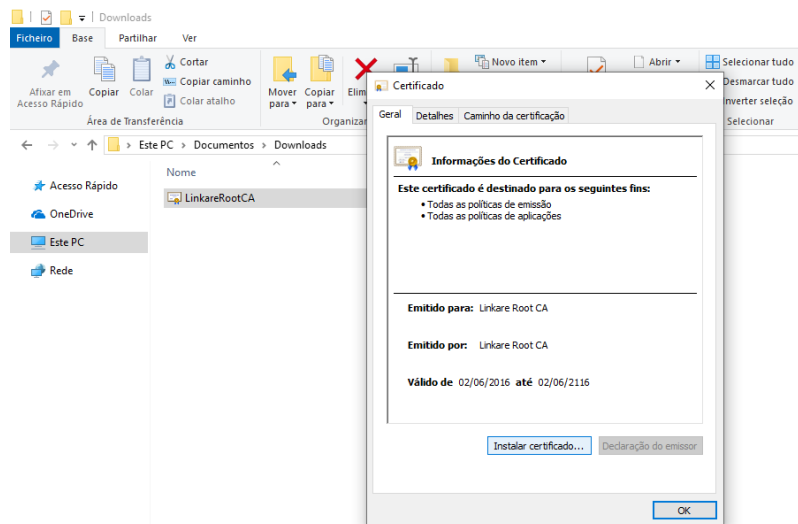 Downloads
Ficheiro Base Partilhar Ver
Afixar em
Acesso Rápido
Copiar
Colar
Cortar
Copiar caminho
Colar atalho
Mover
para
Copiar
para
Elim
Novo item
Abrir
Selecionar tudo
Desmarcar tudo
nverter seleção
Área de Transferência
Organizar
Selecionar
Este PC > Documentos > Downloads
Nome
Acesso Rápido
OneDrive
Este PC
Rede
LinkareRootCA
Certificado
Geral Detalhes Caminho da certificação
Informações do Certificado
Este certificado é destinado para os seguintes fins:
• Todas as políticas de emissão
• Todas as políticas de aplicações
Emitido para: Linkare Root CA
Emitido por: Linkare Root CA
Válido de 02/06/2016 até 02/06/2116
Instalar certificado... Declaração do emissor
OK